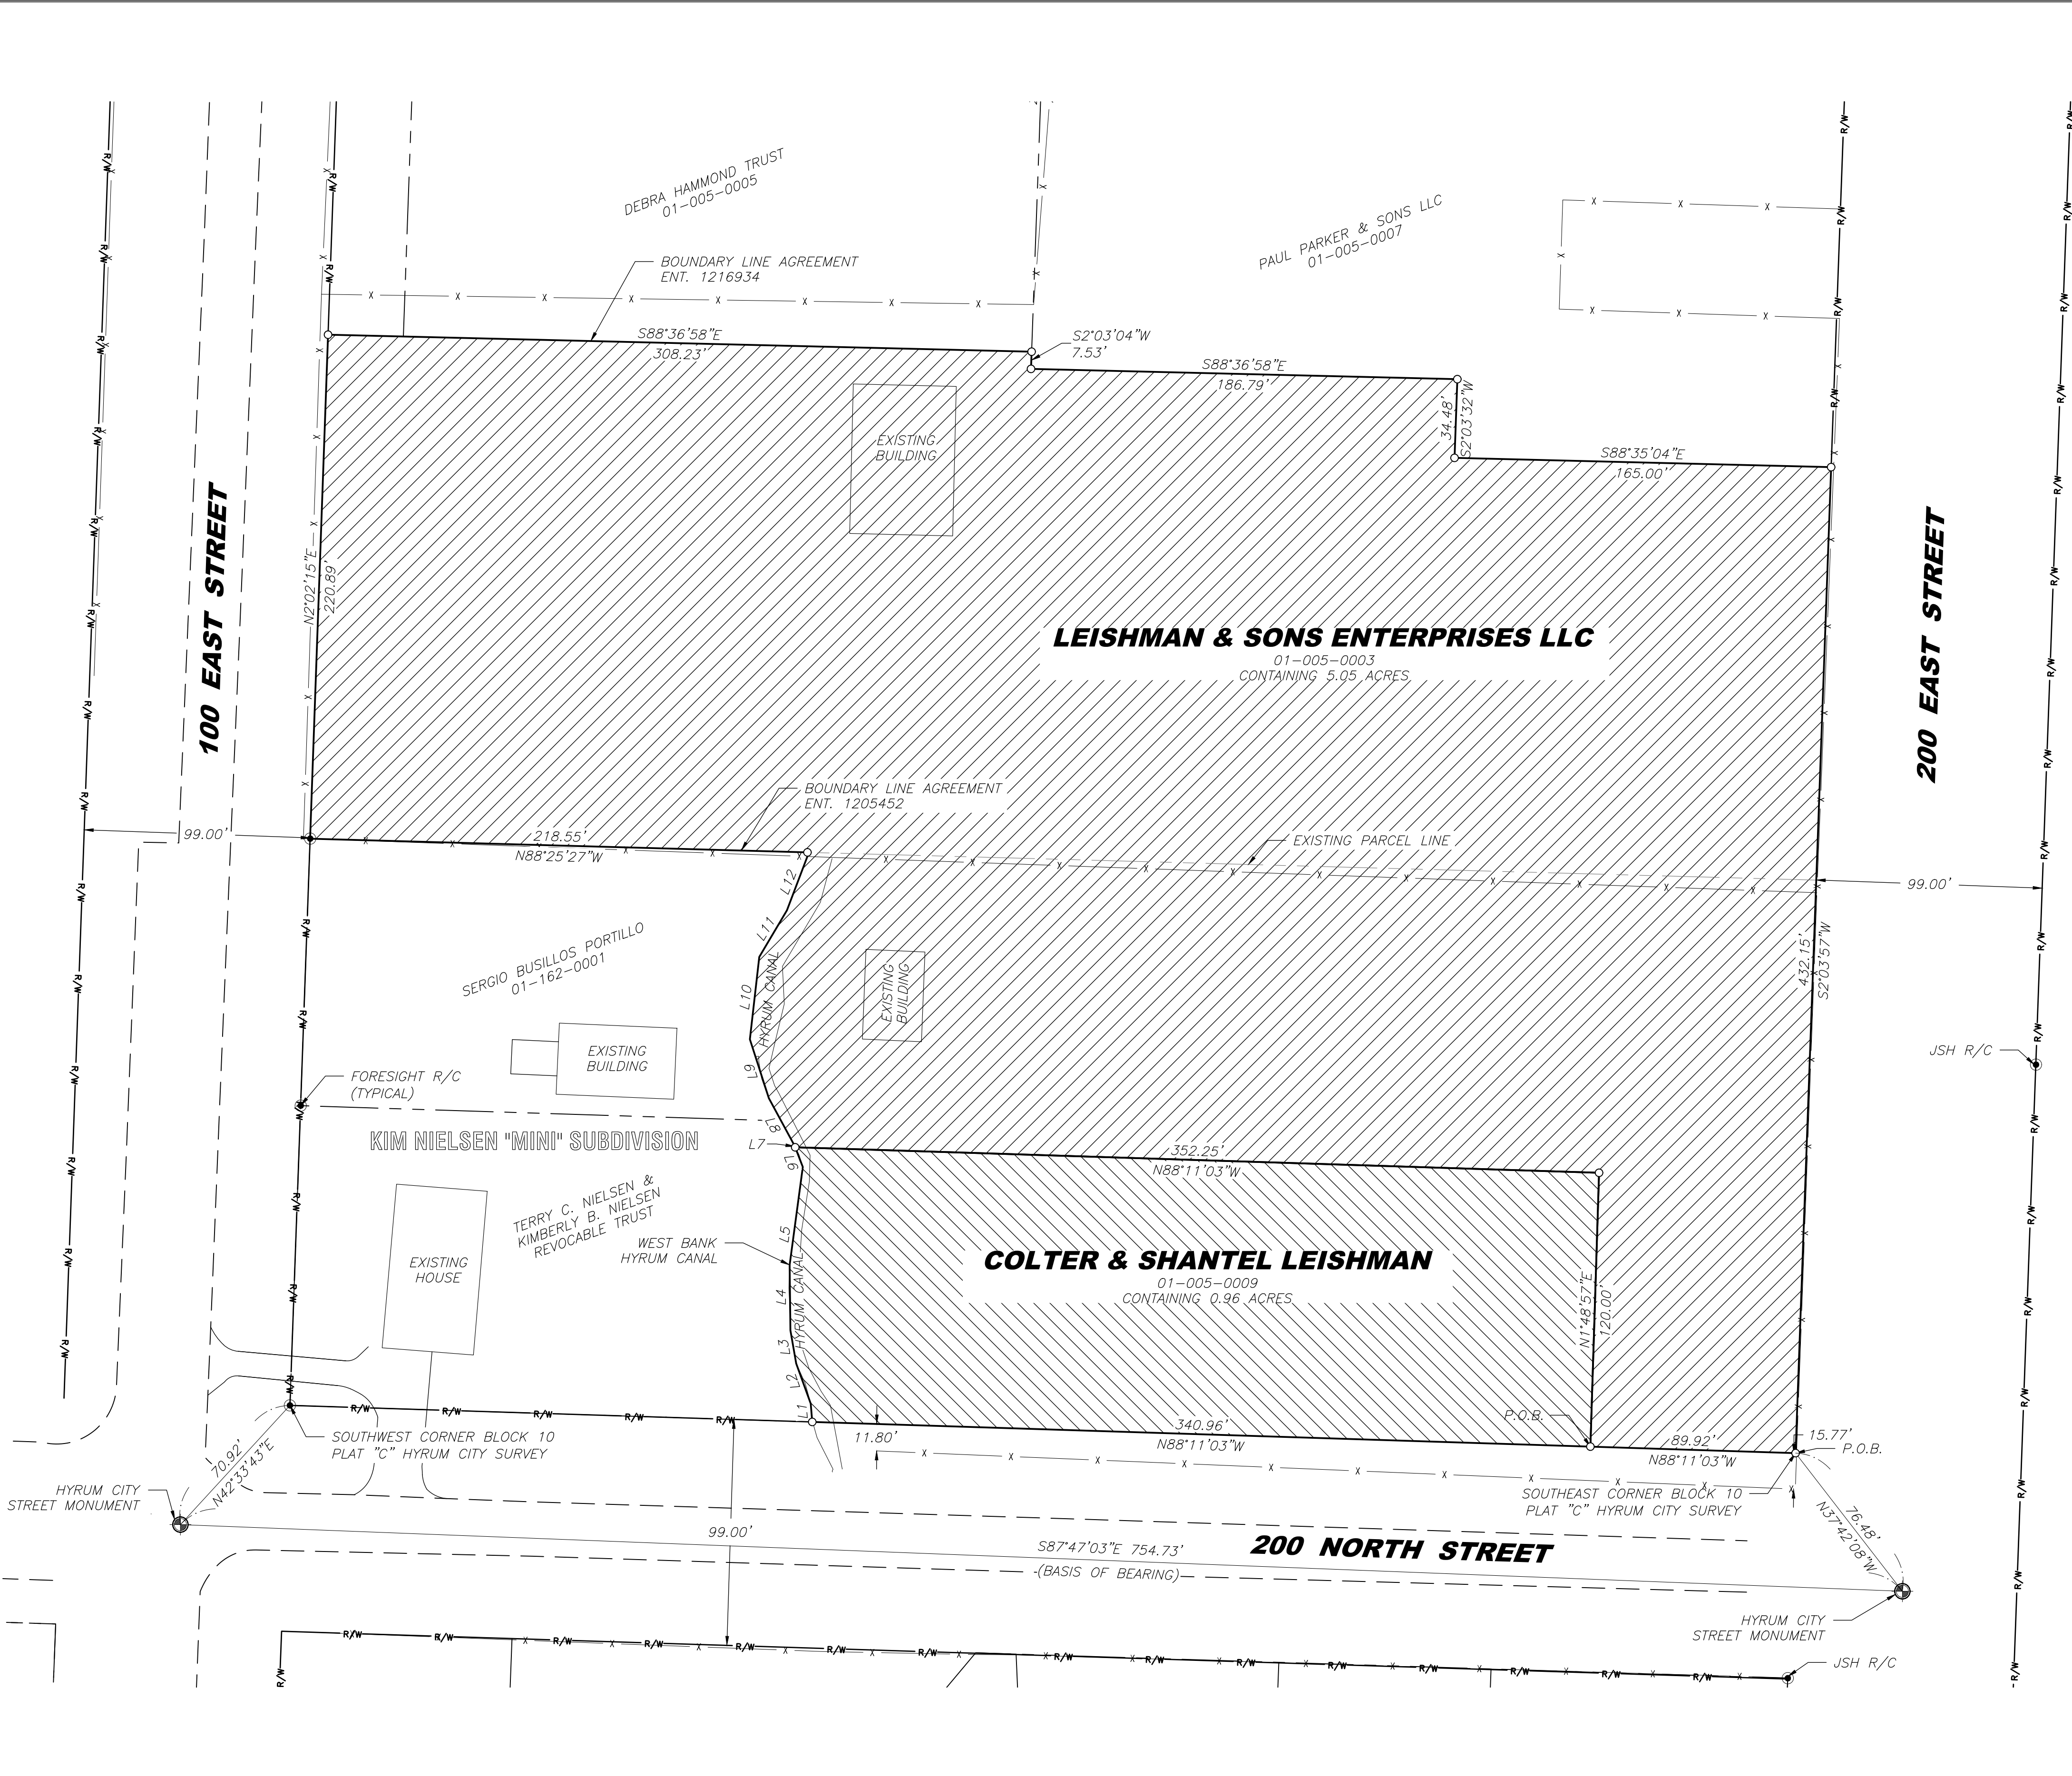 DEBRA HAMMOND TRUST
01-005-0005
PAUL PARKER & SONS LLC
01-005-0007
BOUNDARY LINE AGREEMENT
ENT. 1216934
S88°36'58"E
308.23'
S2°03'04"W
7.53'
S88°36'58"E
186.79'
34.48'
S2°03'32"W
S88°35'04"E
165.00'
EXISTING
BUILDING
100 EAST STREET
N2°02'15"E
220.89'
200 EAST STREET
LEISHMAN & SONS ENTERPRISES LLC
01-005-0003
CONTAINING 5.05 ACRES
BOUNDARY LINE AGREEMENT
ENT. 1205452
99.00'
218.55'
N88°25'27"W
EXISTING PARCEL LINE
99.00'
L12
L11
L10
L9
L8
L7
L6
L5
L4
L3
L2
L1
HYRUM CANAL
SERGIO BUSILLOS PORTILLO
01-162-0001
EXISTING
BUILDING
EXISTING
BUILDING
432.15'
S2°03'57"W
JSH R/C
FORESIGHT R/C
(TYPICAL)
KIM NIELSEN "MINI" SUBDIVISION
352.25'
N88°11'03"W
TERRY C. NIELSEN &
KIMBERLY B. NIELSEN
REVOCABLE TRUST
WEST BANK
HYRUM CANAL
EXISTING
HOUSE
HYRUM CANAL
COLTER & SHANTEL LEISHMAN
01-005-0009
CONTAINING 0.96 ACRES
N1°48'57"E
120.00'
P.O.B.
340.96'
N88°11'03"W
11.80'
89.92'
N88°11'03"W
15.77'
P.O.B.
SOUTHWEST CORNER BLOCK 10
PLAT "C" HYRUM CITY SURVEY
70.92'
N42°33'43"E
HYRUM CITY
STREET MONUMENT
SOUTHEAST CORNER BLOCK 10
PLAT "C" HYRUM CITY SURVEY
76.48'
N37°42'08"W
99.00'
S87°47'03"E 754.73'
(BASIS OF BEARING)
200 NORTH STREET
HYRUM CITY
STREET MONUMENT
JSH R/C
R/W